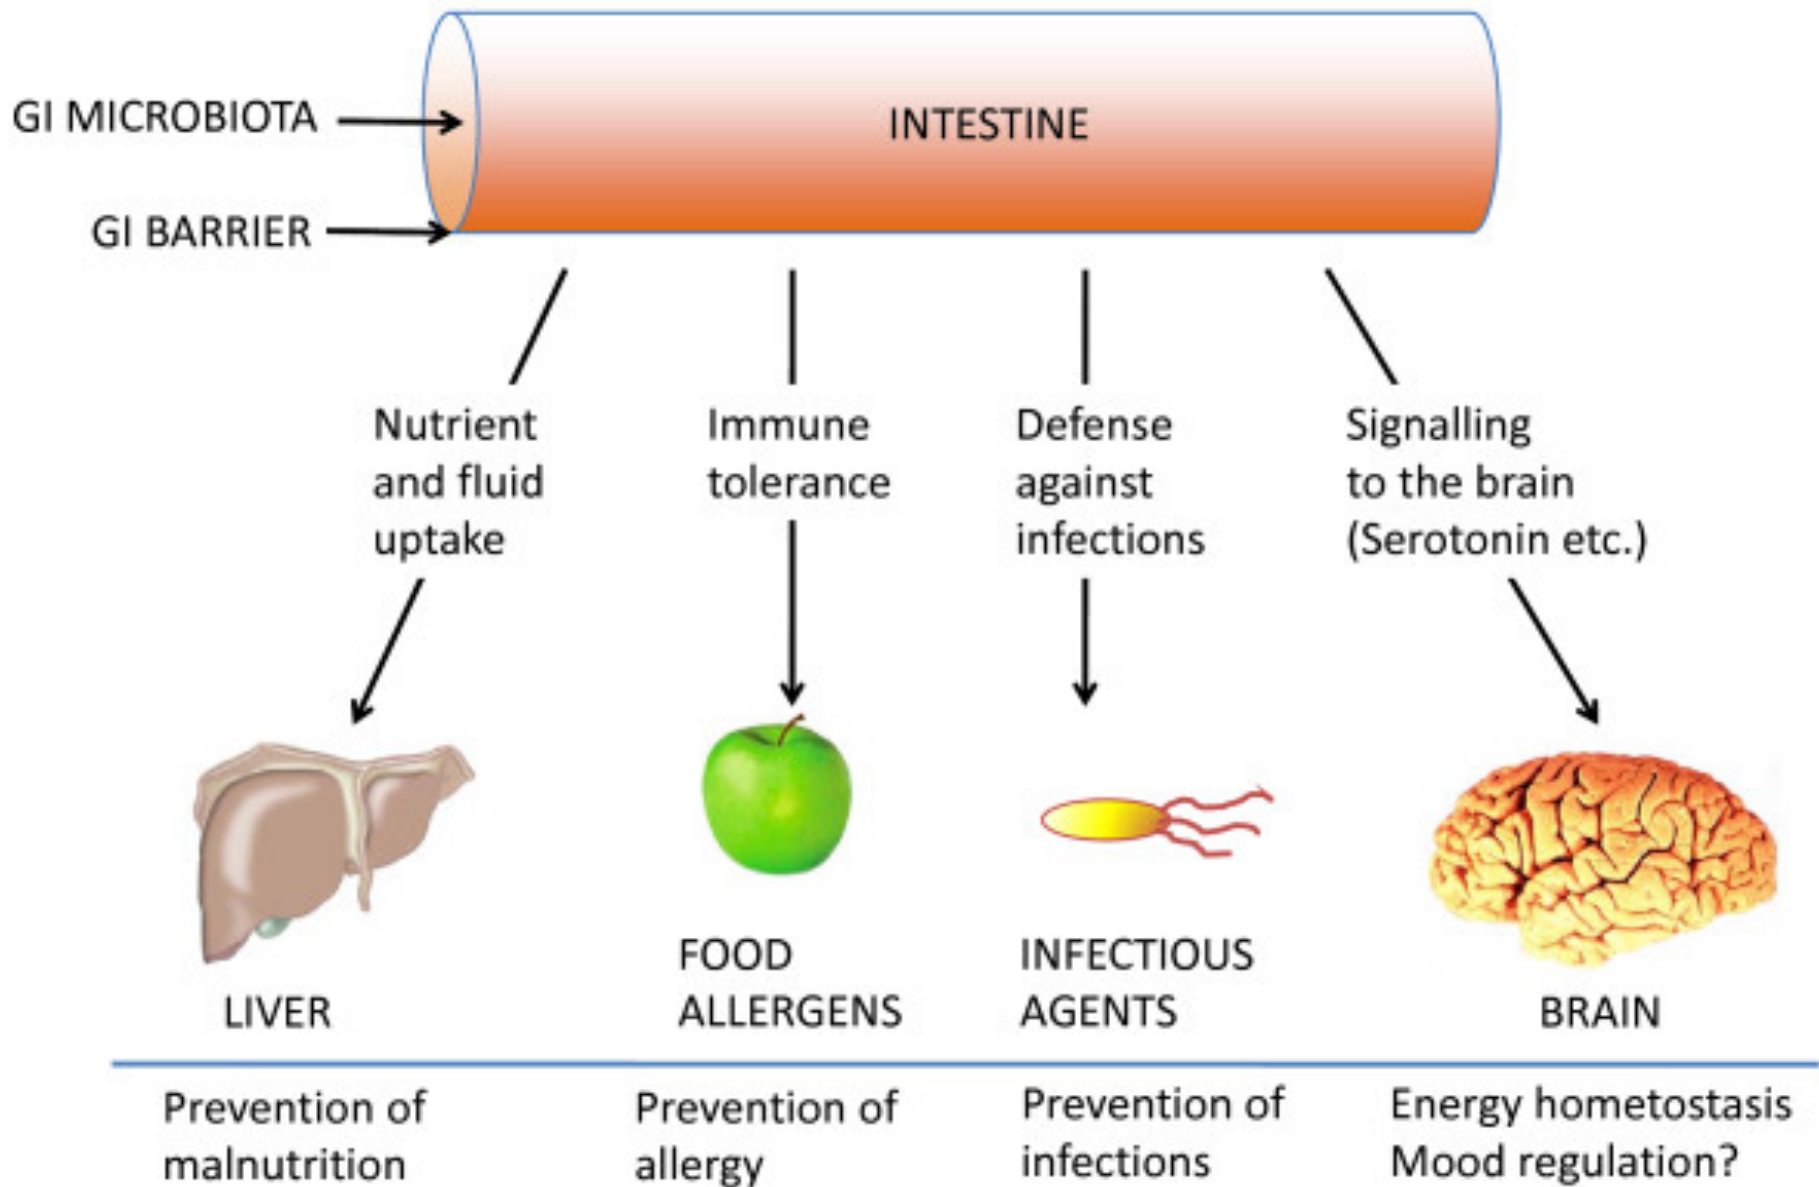 GI MICROBIOTA
INTESTINE
GI BARRIER
Nutrient
and fluid
uptake
Immune
tolerance
Defense
against
infections
Signalling
to the brain
(Serotonin etc.)
LIVER
FOOD
ALLERGENS
INFECTIOUS
AGENTS
BRAIN
Prevention of
malnutrition
Prevention of
allergy
Prevention of
infections
Energy hometostasis
Mood regulation?